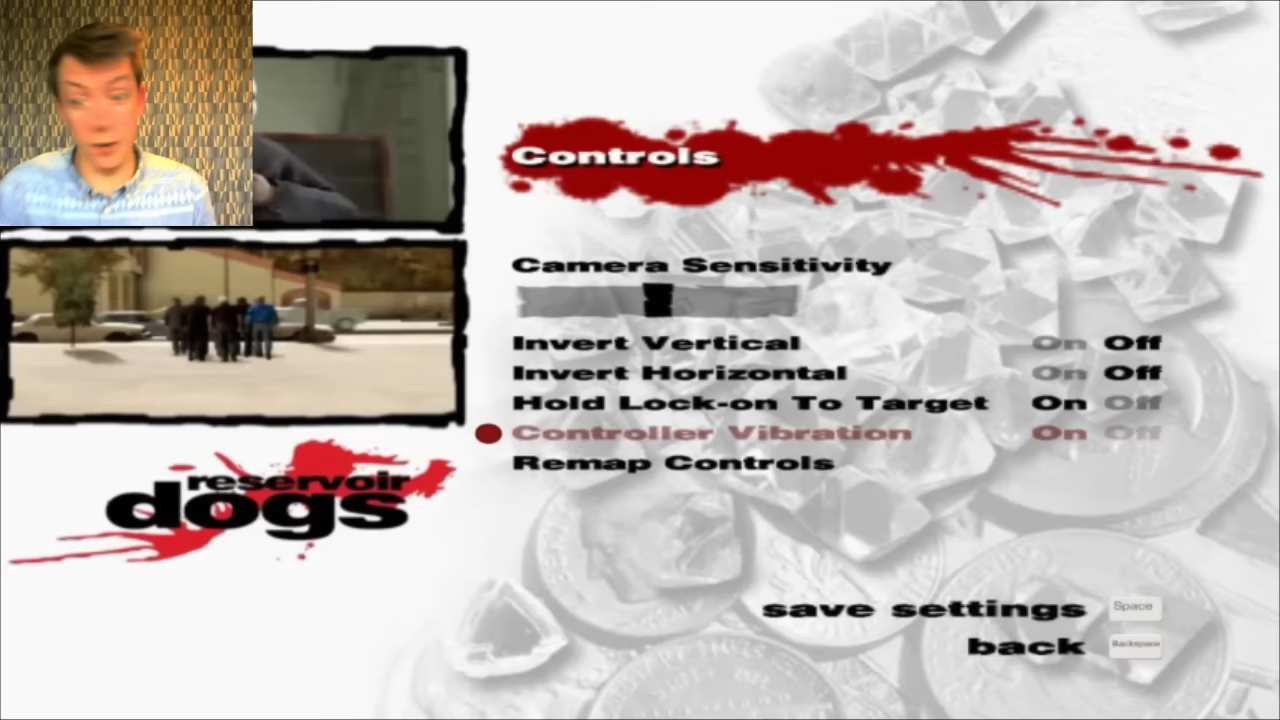 Controls
Camera Sensitivity
Invert Vertical On Off
Invert Horizontal On Off
Hold Lock-on To Target On Off
Controller Vibration On Off
Remap Controls
reservoir
dogs
save settings Space
back Backspace